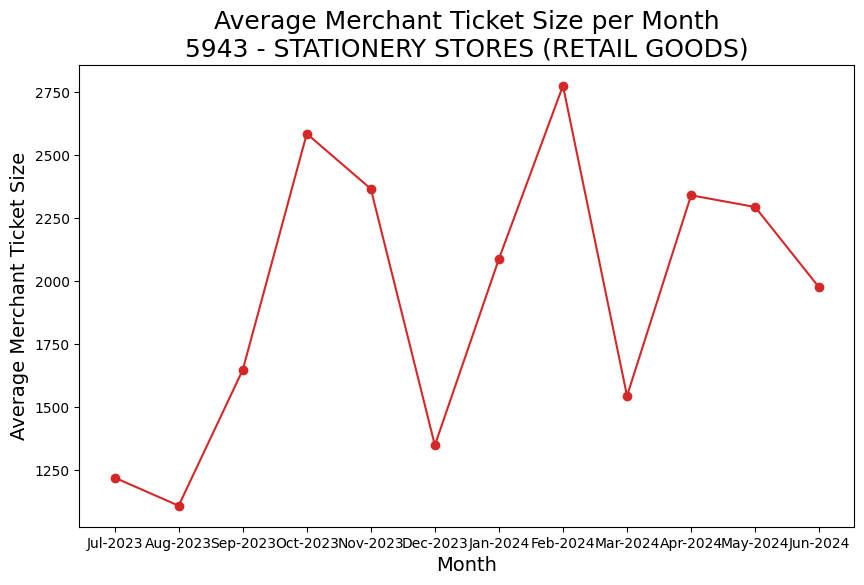 Average Merchant Ticket Size per Month
5943 - STATIONERY STORES (RETAIL GOODS)
Average Merchant Ticket Size
2750
2500
2250
2000
1750
1500
1250
Jul-2023 Aug-2023 Sep-2023 Oct-2023 Nov-2023 Dec-2023 Jan-2024 Feb-2024 Mar-2024 Apr-2024 May-2024 Jun-2024
Month